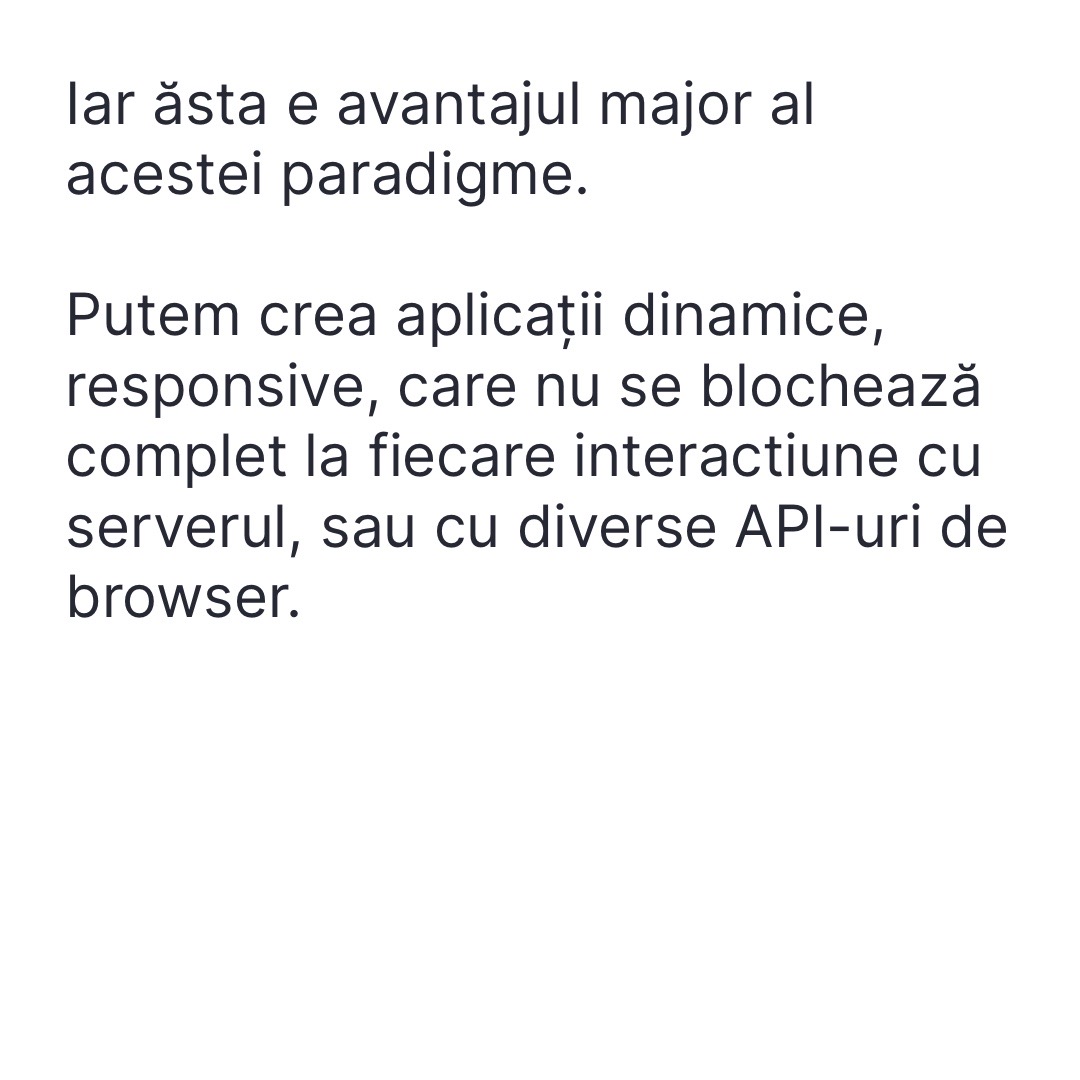 Iar ăsta e avantajul major al
acestei paradigme.
Putem crea aplicații dinamice,
responsive, care nu se blochează
complet la fiecare interactiune cu
serverul, sau cu diverse API-uri de
browser.